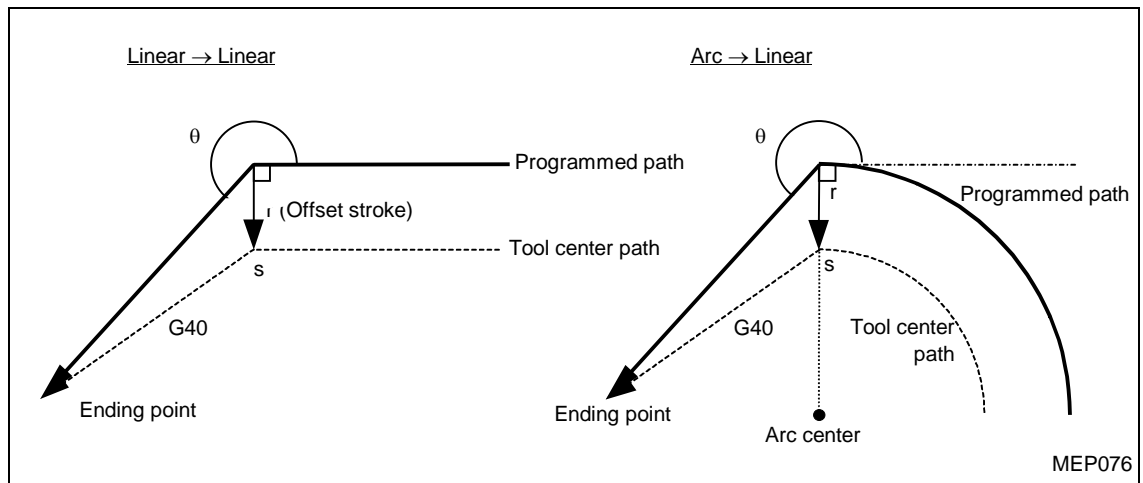 Linear → Linear
θ
Programmed path
(Offset stroke)
Tool center path
s
G40
Ending point
Arc → Linear
θ
Programmed path
r
s
G40
Tool center
path
Ending point
Arc center
MEP076